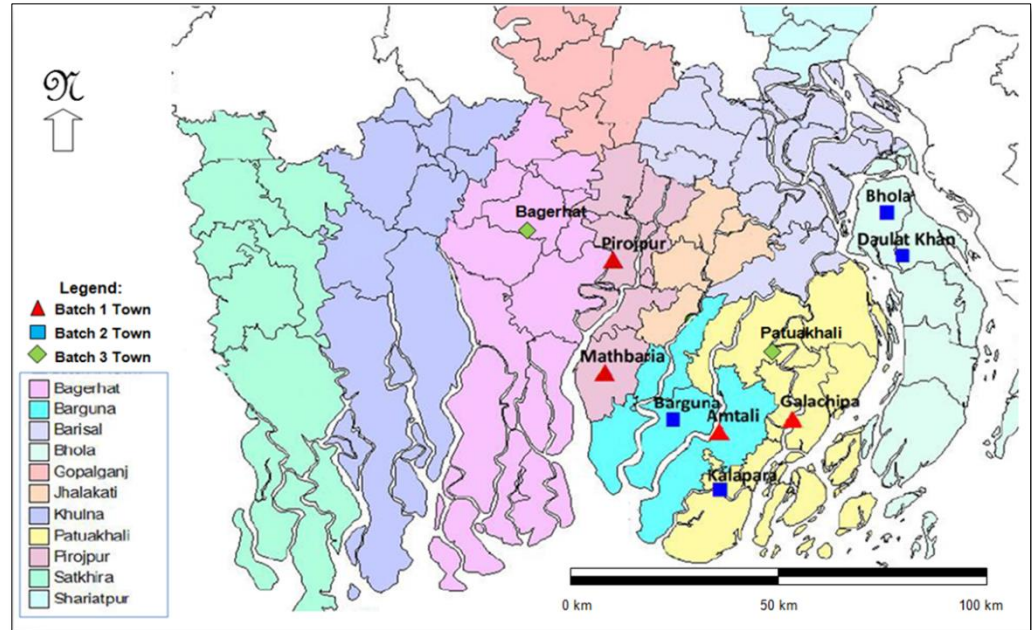 N
Bagerhat
Pirojpur
Bhola
Daulat Khan
Mathbaria
Patuakhali
Barguna
Amtali
Galachipa
Kalapara
Legend:
Batch 1 Town
Batch 2 Town
Batch 3 Town
Bagerhat
Barguna
Barisal
Bhola
Gopalganj
Jhalakati
Khulna
Patuakhali
Pirojpur
Satkhira
Shariatpur
0 km 50 km 100 km